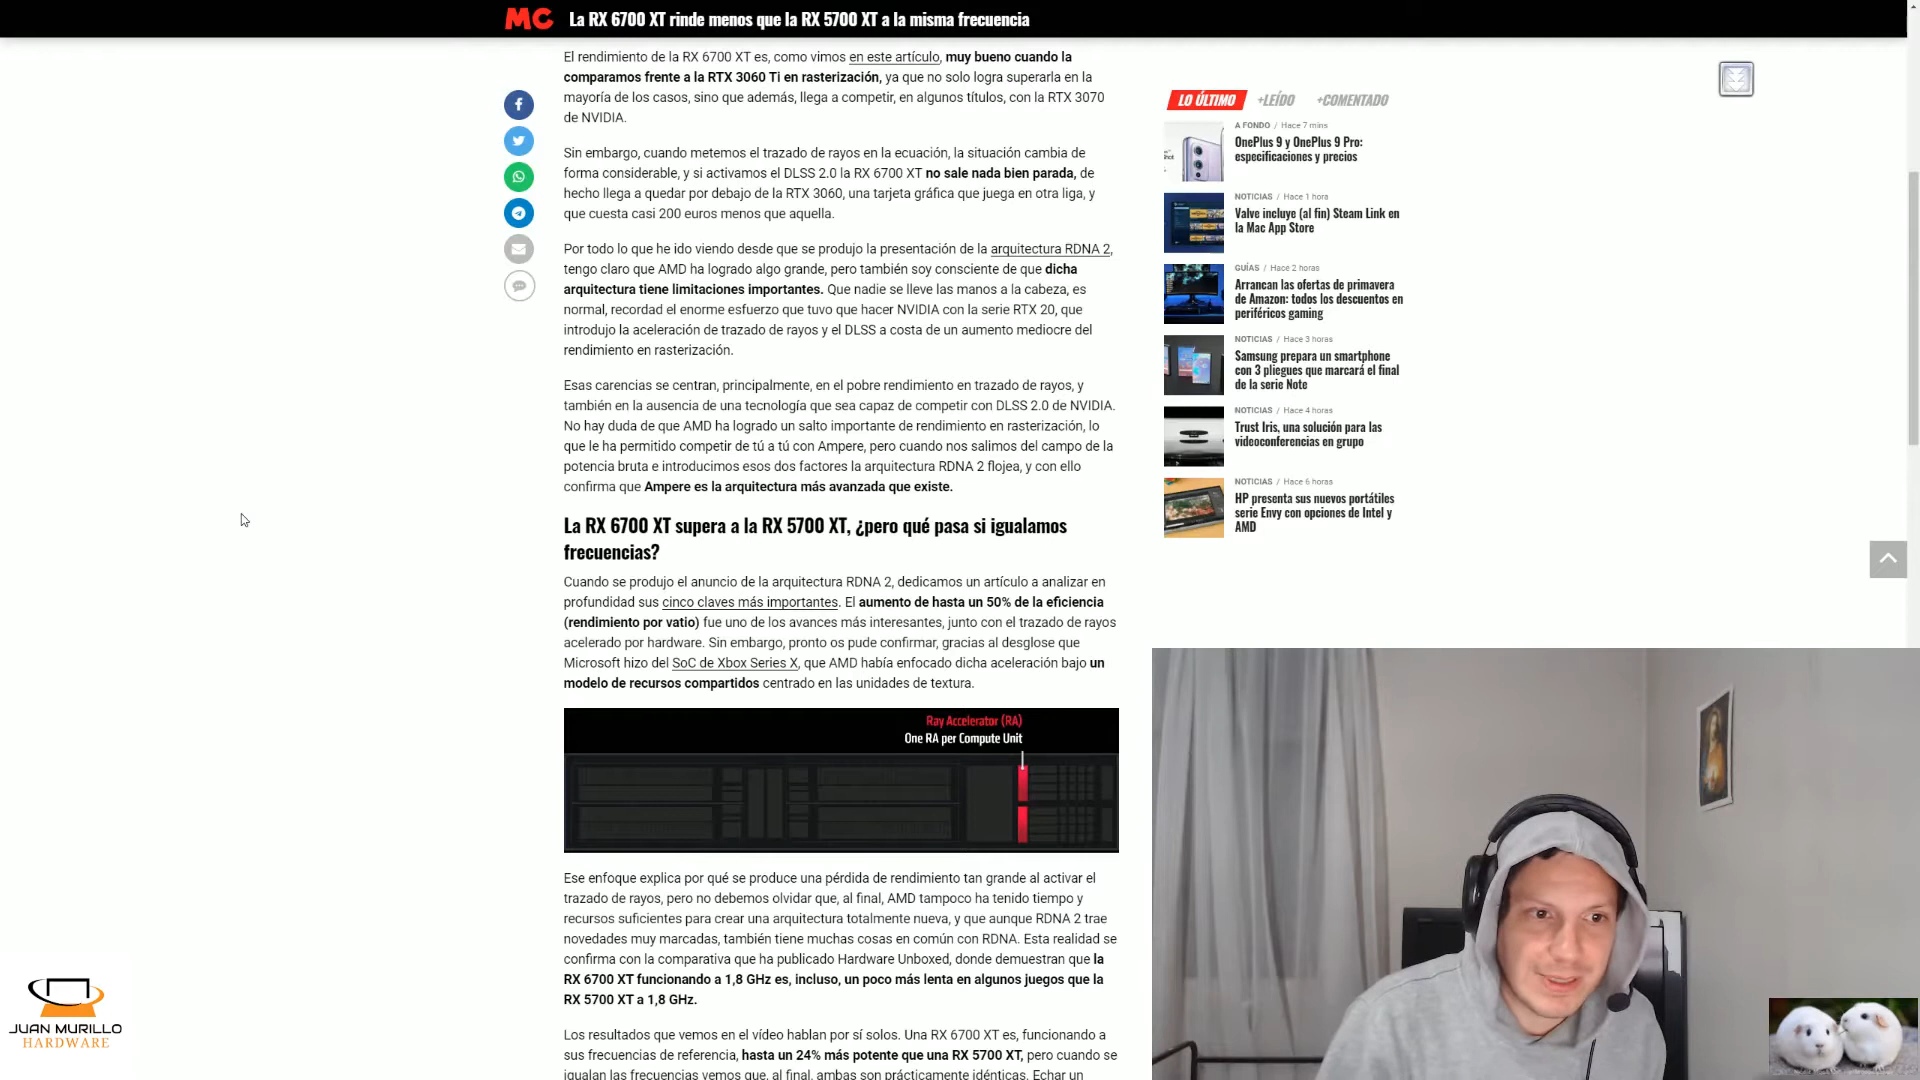 MC
La RX 6700 XT rinde menos que la RX 5700 XT a la misma frecuencia
El rendimiento de la RX 6700 XT es, como vimos en este artículo, muy bueno cuando la
comparamos frente a la RTX 3060 Ti en rasterización, ya que no solo logra superarla en la
mayoría de los casos, sino que además, llega a competir, en algunos títulos, con la RTX 3070
de NVIDIA.
Sin embargo, cuando metemos el trazado de rayos en la ecuación, la situación cambia de
forma considerable, y si activamos el DLSS 2.0 la RX 6700 XT no sale nada bien parada, de
hecho llega a quedar por debajo de la RTX 3060, una tarjeta gráfica que juega en otra liga, y
que cuesta casi 200 euros menos que aquella.
Por todo lo que he ido viendo desde que se produjo la presentación de la arquitectura RDNA 2,
tengo claro que AMD ha logrado algo grande, pero también soy consciente de que dicha
arquitectura tiene limitaciones importantes. Que nadie se lleve las manos a la cabeza, es
normal, recordad el enorme esfuerzo que tuvo que hacer NVIDIA con la serie RTX 20, que
introdujo la aceleración de trazado de rayos y el DLSS a costa de un aumento mediocre del
rendimiento en rasterización.
Esas carencias se centran, principalmente, en el pobre rendimiento en trazado de rayos, y
también en la ausencia de una tecnología que sea capaz de competir con DLSS 2.0 de NVIDIA.
No hay duda de que AMD ha logrado un salto importante de rendimiento en rasterización, lo
que le ha permitido competir de tú a tú con Ampere, pero cuando nos salimos del campo de la
potencia bruta e introducimos esos dos factores la arquitectura RDNA 2 flojea, y con ello
confirma que Ampere es la arquitectura más avanzada que existe.
La RX 6700 XT supera a la RX 5700 XT, ¿pero qué pasa si igualamos
frecuencias?
Cuando se produjo el anuncio de la arquitectura RDNA 2, dedicamos un artículo a analizar en
profundidad sus cinco claves más importantes. El aumento de hasta un 50% de la eficiencia
(rendimiento por vatio) fue uno de los avances más interesantes, junto con el trazado de rayos
acelerado por hardware. Sin embargo, pronto os pude confirmar, gracias al desglose que
Microsoft hizo del SoC de Xbox Series X, que AMD había enfocado dicha aceleración bajo un
modelo de recursos compartidos centrado en las unidades de textura.
Ray Accelerator (RA)
One RA per Compute Unit
Ese enfoque explica por qué se produce una pérdida de rendimiento tan grande al activar el
trazado de rayos, pero no debemos olvidar que, al final, AMD tampoco ha tenido tiempo y
recursos suficientes para crear una arquitectura totalmente nueva, y que aunque RDNA 2 trae
novedades muy marcadas, también tiene muchas cosas en común con RDNA. Esta realidad se
confirma con la comparativa que ha publicado Hardware Unboxed, donde demuestran que la
RX 6700 XT funcionando a 1,8 GHz es, incluso, un poco más lenta en algunos juegos que la
RX 5700 XT a 1,8 GHz.
Los resultados que vemos en el vídeo hablan por sí solos. Una RX 6700 XT es, funcionando a
sus frecuencias de referencia, hasta un 24% más potente que una RX 5700 XT, pero cuando se
igualan las frecuencias vemos que, al final, ambas son prácticamente idénticas. Echar un
LO ÚLTIMO
+LEÍDO
+COMENTADO
A FONDO / Hace 7 mins
OnePlus 9 y OnePlus 9 Pro:
especificaciones y precios
NOTICIAS / Hace 1 hora
Valve incluye (al fin) Steam Link en
la Mac App Store
GUÍAS / Hace 2 horas
Arrancan las ofertas de primavera
de Amazon: todos los descuentos en
periféricos gaming
NOTICIAS / Hace 3 horas
Samsung prepara un smartphone
con 3 pliegues que marcará el final
de la serie Note
NOTICIAS / Hace 4 horas
Trust Iris, una solución para las
videoconferencias en grupo
NOTICIAS / Hace 6 horas
HP presenta sus nuevos portátiles
serie Envy con opciones de Intel y
AMD
JUAN MURILLO
HARDWARE